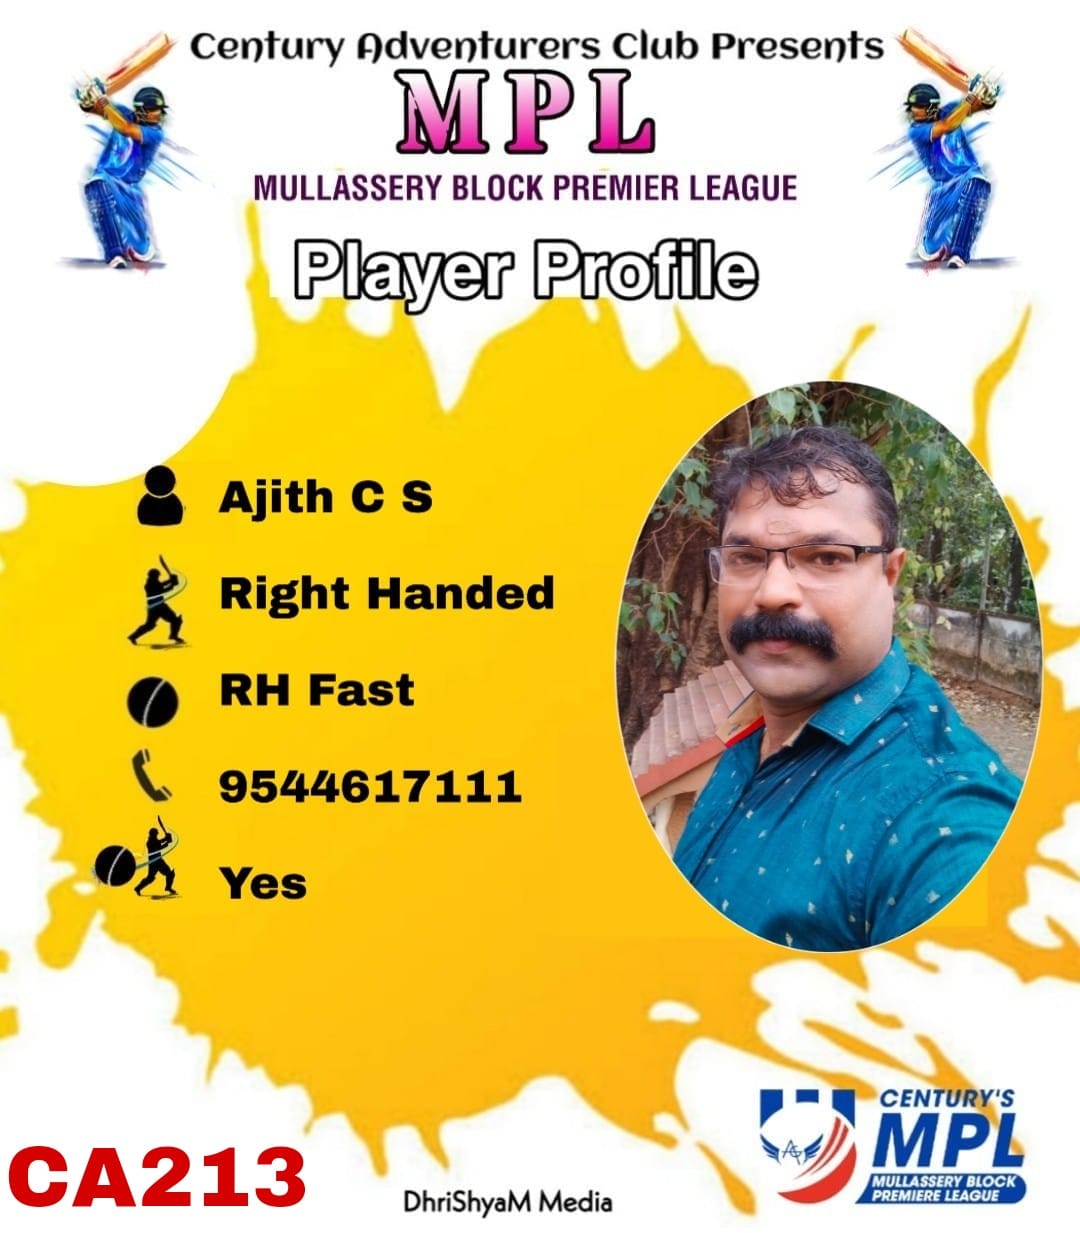 Century Adventurers Club Presents
MPL
MULLASSERY BLOCK PREMIER LEAGUE
Player Profile
Ajith C S
Right Handed
RH Fast
9544617111
Yes
CA213
DhriShyaM Media
CENTURY'S
MPL
MULLASSERY BLOCK
PREMIERE LEAGUE